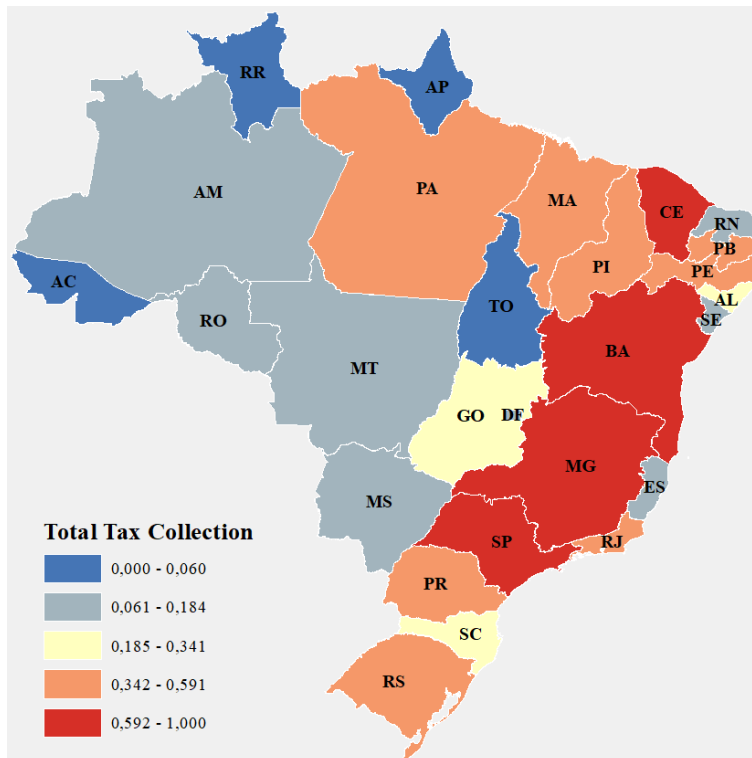 RR
AP
AM
PA
MA
CE
RN
PB
PI
PE
AC
TO
AL
RO
SE
BA
MT
GO
DF
MG
ES
MS
SP
RJ
PR
SC
RS
Total Tax Collection
0,000 - 0,060
0,061 - 0,184
0,185 - 0,341
0,342 - 0,591
0,592 - 1,000